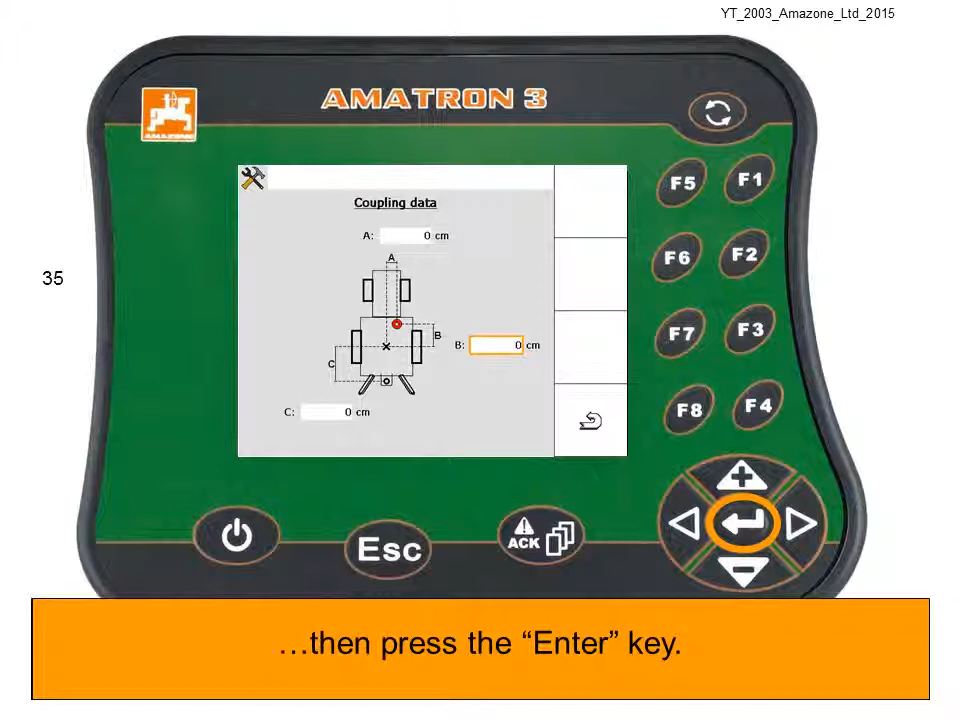 YT_2003_Amazone_Ltd_2015
AMATRON 3
AMAZONE
F5 F1
Coupling data
A: 0 cm
A
F6 F2
35
B
B: 0 cm
F7 F3
C
C: 0 cm
F8 F4
Esc
ACK
…then press the “Enter” key.